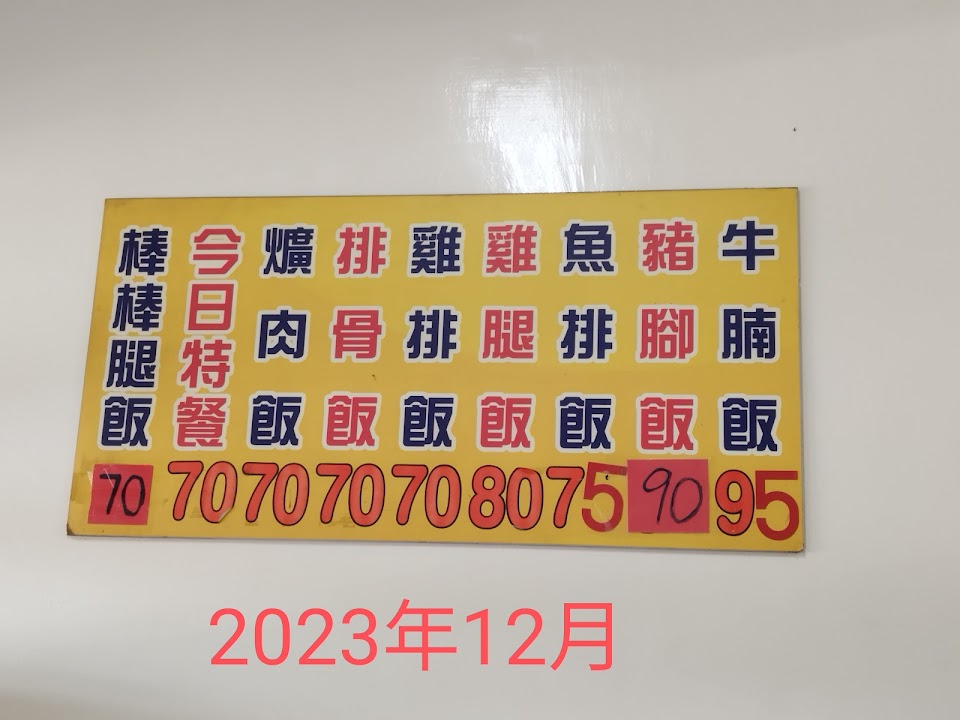 牛腩飯 95
豬腳飯 90
魚排飯 75
雞腿飯 80
雞排飯 70
排骨飯 70
爌肉飯 70
今日特餐 70
棒棒腿飯 70
2023年12月